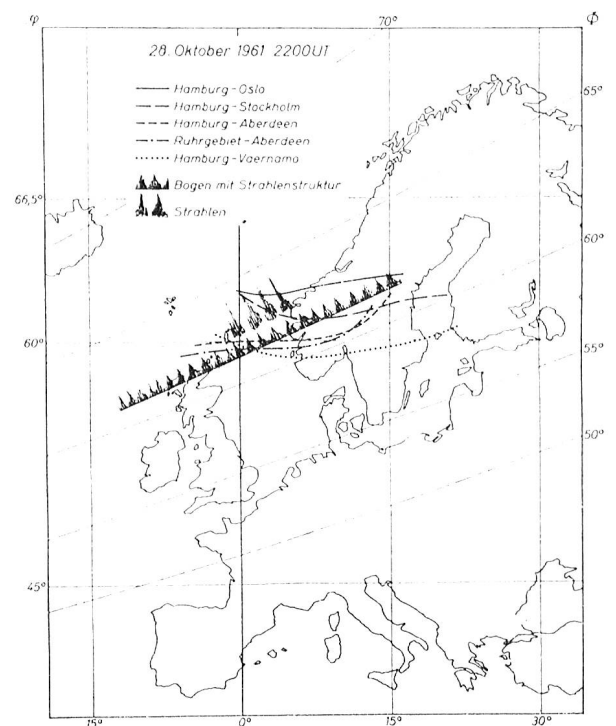 φ 70° Φ
28. Oktober 1961 2200UT
Hamburg-Oslo
Hamburg-Stockholm
Hamburg-Aberdeen
Ruhrgebiet-Aberdeen
Hamburg-Vaernamo
Bogen mit Strahlenstruktur
Strahlen
65°
66,5°
60°
60°
55°
50°
45°
15° 0° 15° 30°